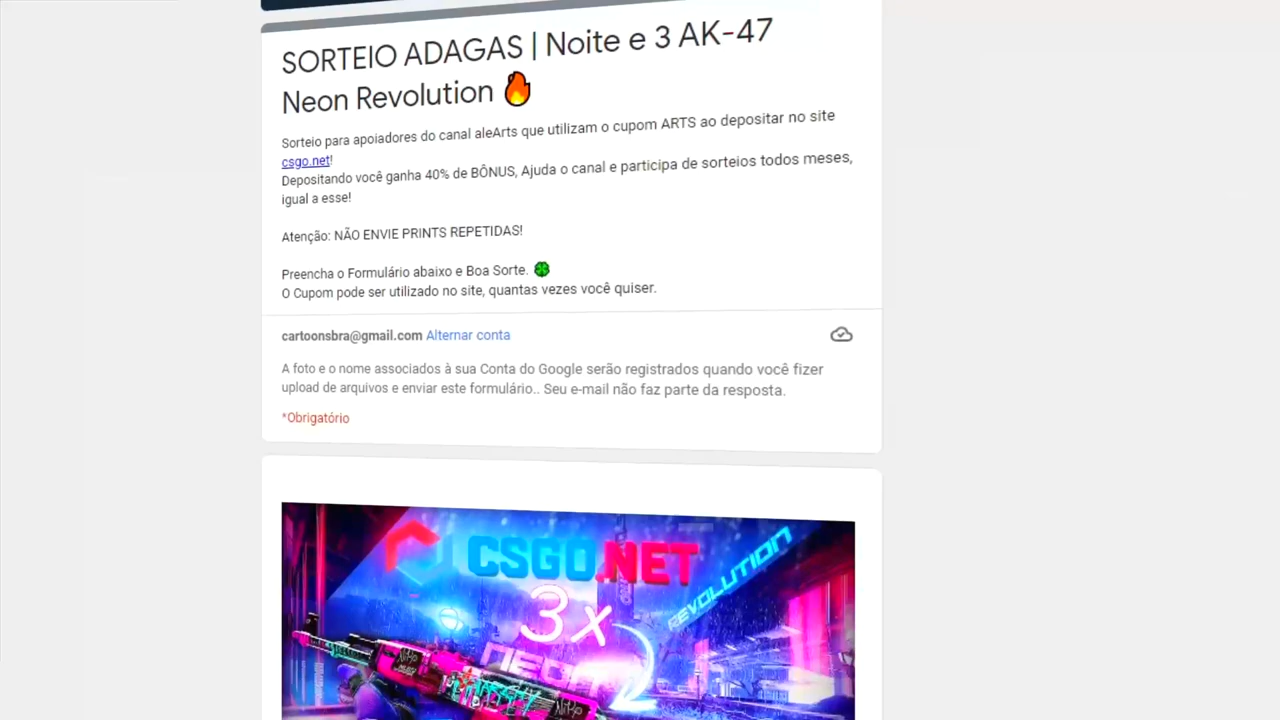 SORTEIO ADAGAS | Noite e 3 AK-47
Neon Revolution 🔥
Sorteio para apoiadores do canal aleArts que utilizam o cupom ARTS ao depositar no site
csgo.net!
Depositando você ganha 40% de BÔNUS, Ajuda o canal e participa de sorteios todos meses,
igual a esse!
Atenção: NÃO ENVIE PRINTS REPETIDAS!
Preencha o Formulário abaixo e Boa Sorte. 🍀
O Cupom pode ser utilizado no site, quantas vezes você quiser.
cartoonsbra@gmail.com Alternar conta
A foto e o nome associados à sua Conta do Google serão registrados quando você fizer
upload de arquivos e enviar este formulário.. Seu e-mail não faz parte da resposta.
*Obrigatório
CSGO.NET
REVOLUTION
3x
NEON